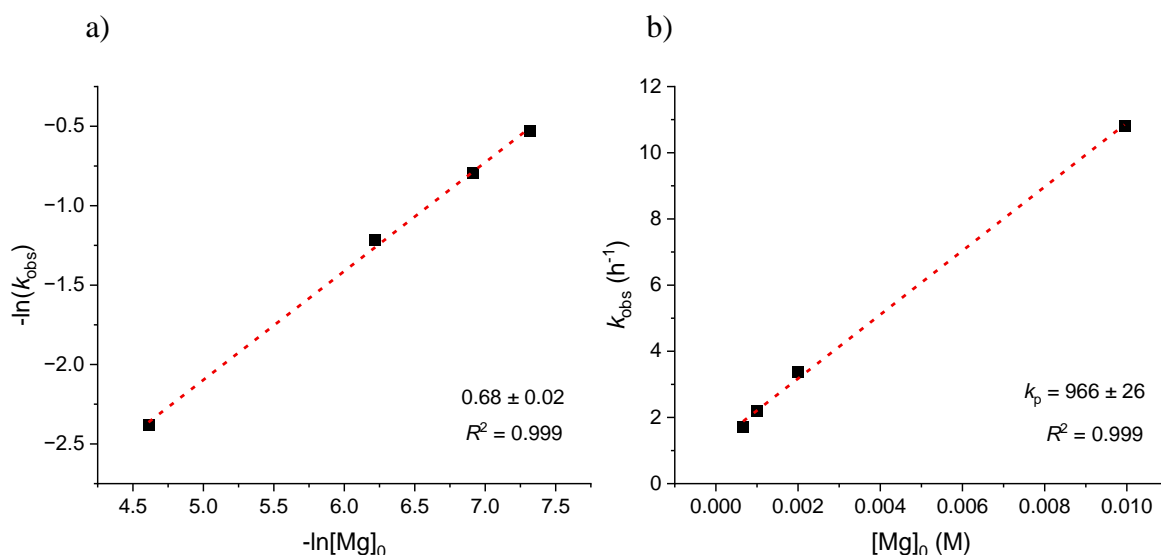 a)
−0.5
−1.0
−1.5
−2.0
−2.5
-ln(k_obs)
4.5 5.0 5.5 6.0 6.5 7.0 7.5
-ln[Mg]₀
0.68 ± 0.02
R² = 0.999
b)
12
10
8
6
4
2
0
k_obs (h⁻¹)
0.000 0.002 0.004 0.006 0.008 0.010
[Mg]₀ (M)
k_p = 966 ± 26
R² = 0.999